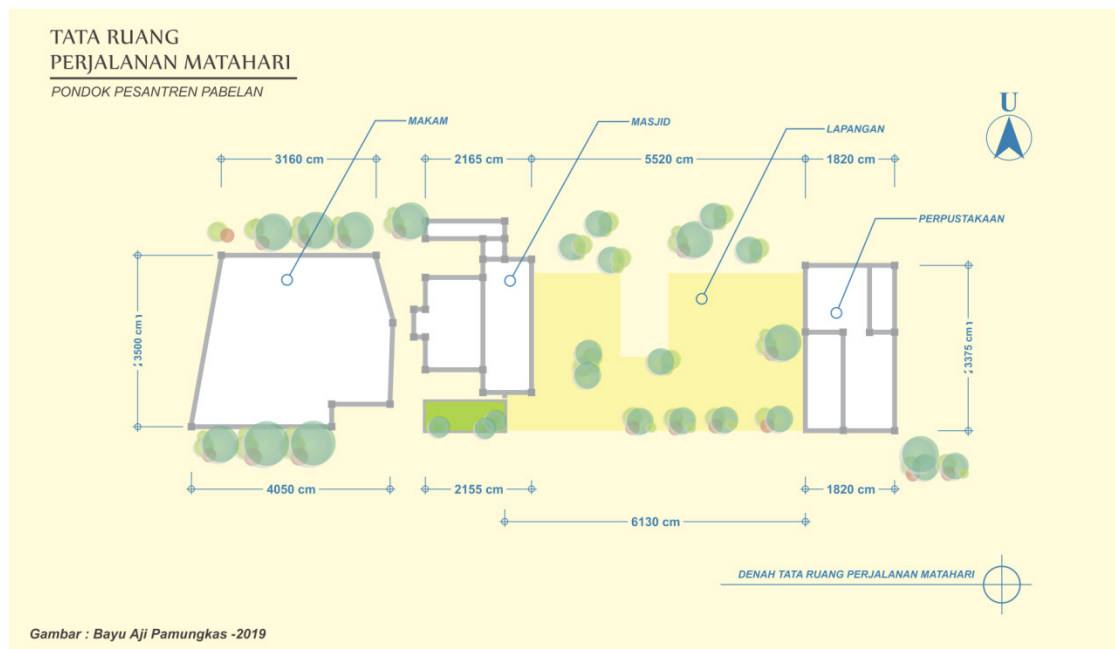 TATA RUANG
PERJALANAN MATAHARI
PONDOK PESANTREN PABELAN
U
MAKAM
MASJID
LAPANGAN
3160 cm
2165 cm
5520 cm
1820 cm
PERPUSTAKAAN
3500 cm
3375 cm
4050 cm
2155 cm
1820 cm
6130 cm
DENAH TATA RUANG PERJALANAN MATAHARI
Gambar : Bayu Aji Pamungkas -2019